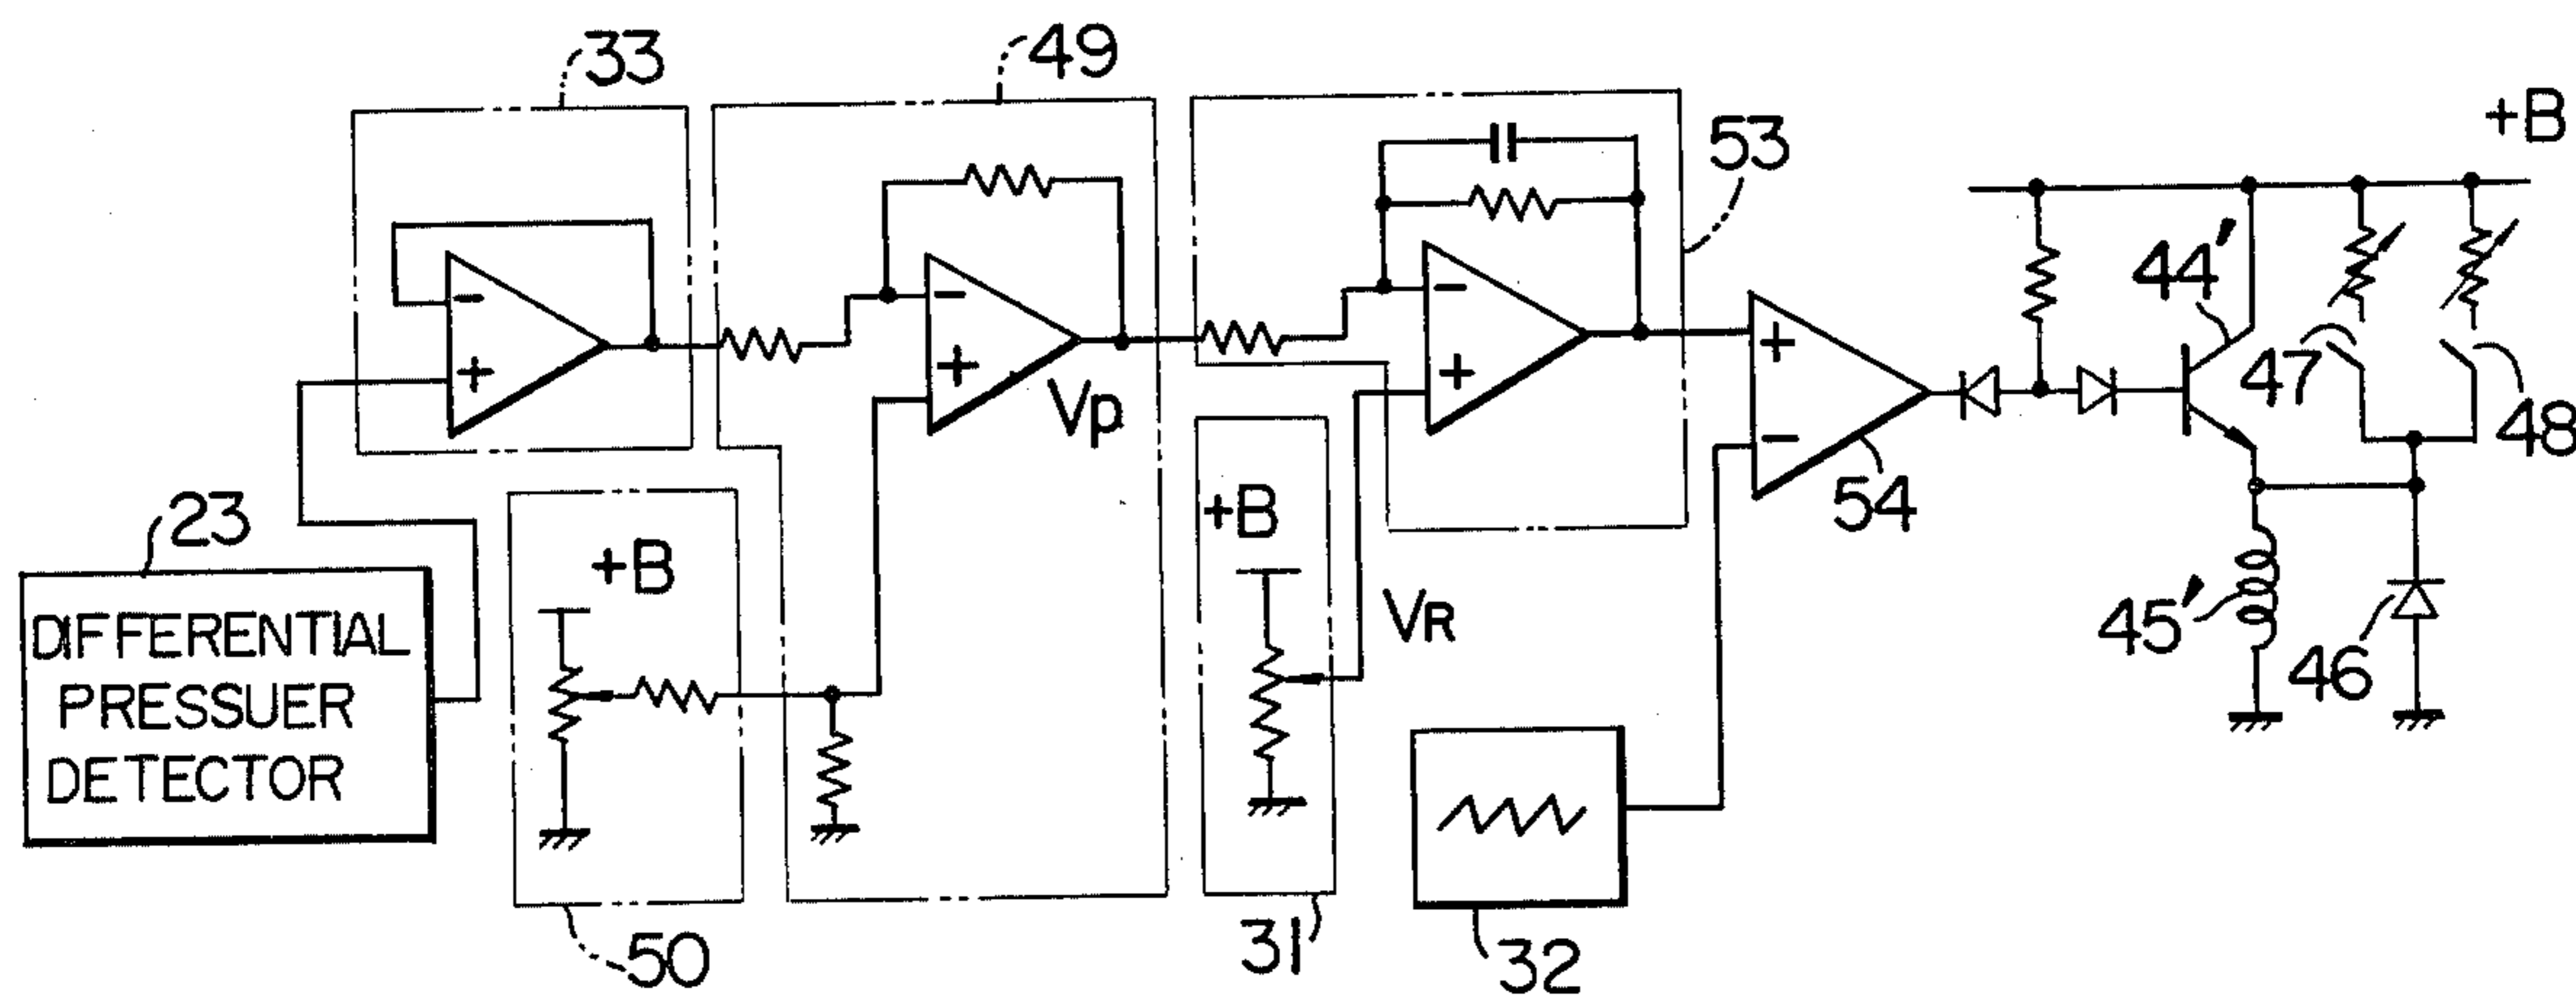 33
49
53
+B
44'
47
48
- + - + - + + -
VP
54
23
+B
+B
VR
DIFFERENTIAL
PRESSUER
DETECTOR
45'
46
50
31
32